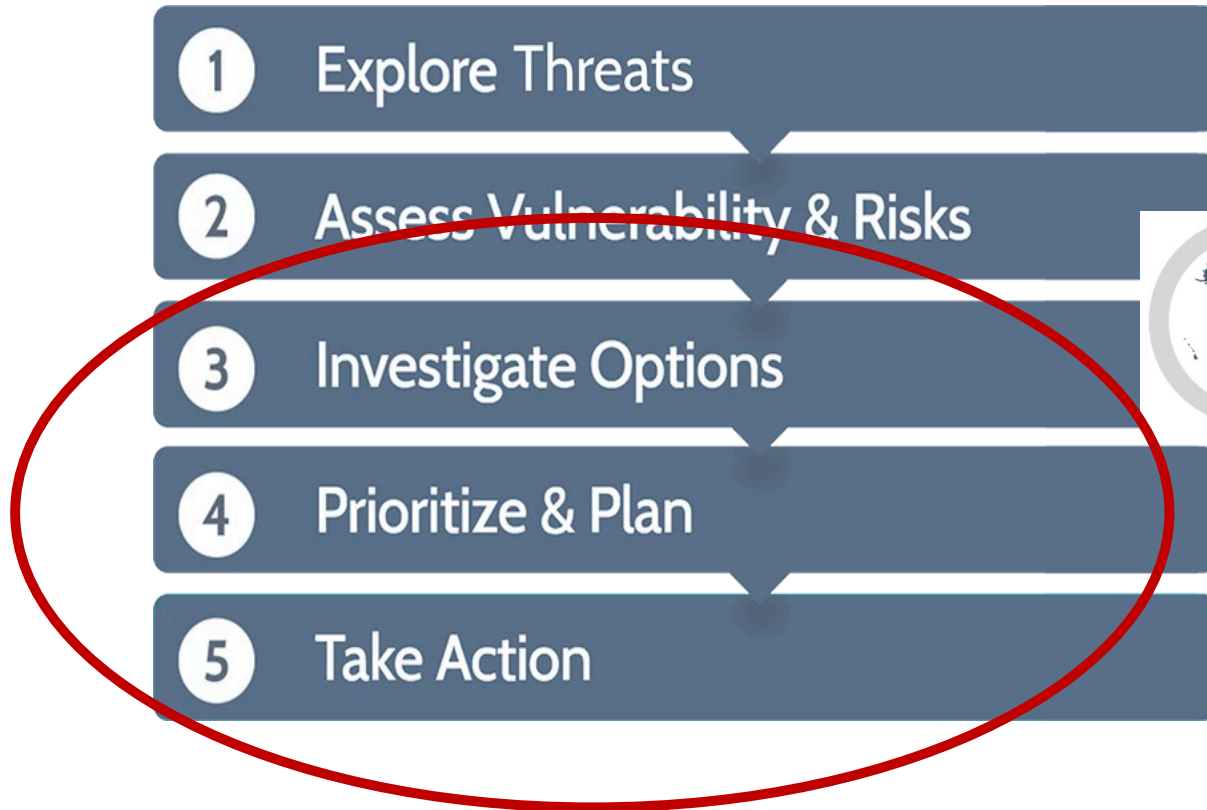 1 Explore Threats
2 Assess Vulnerability & Risks
3 Investigate Options
4 Prioritize & Plan
5 Take Action